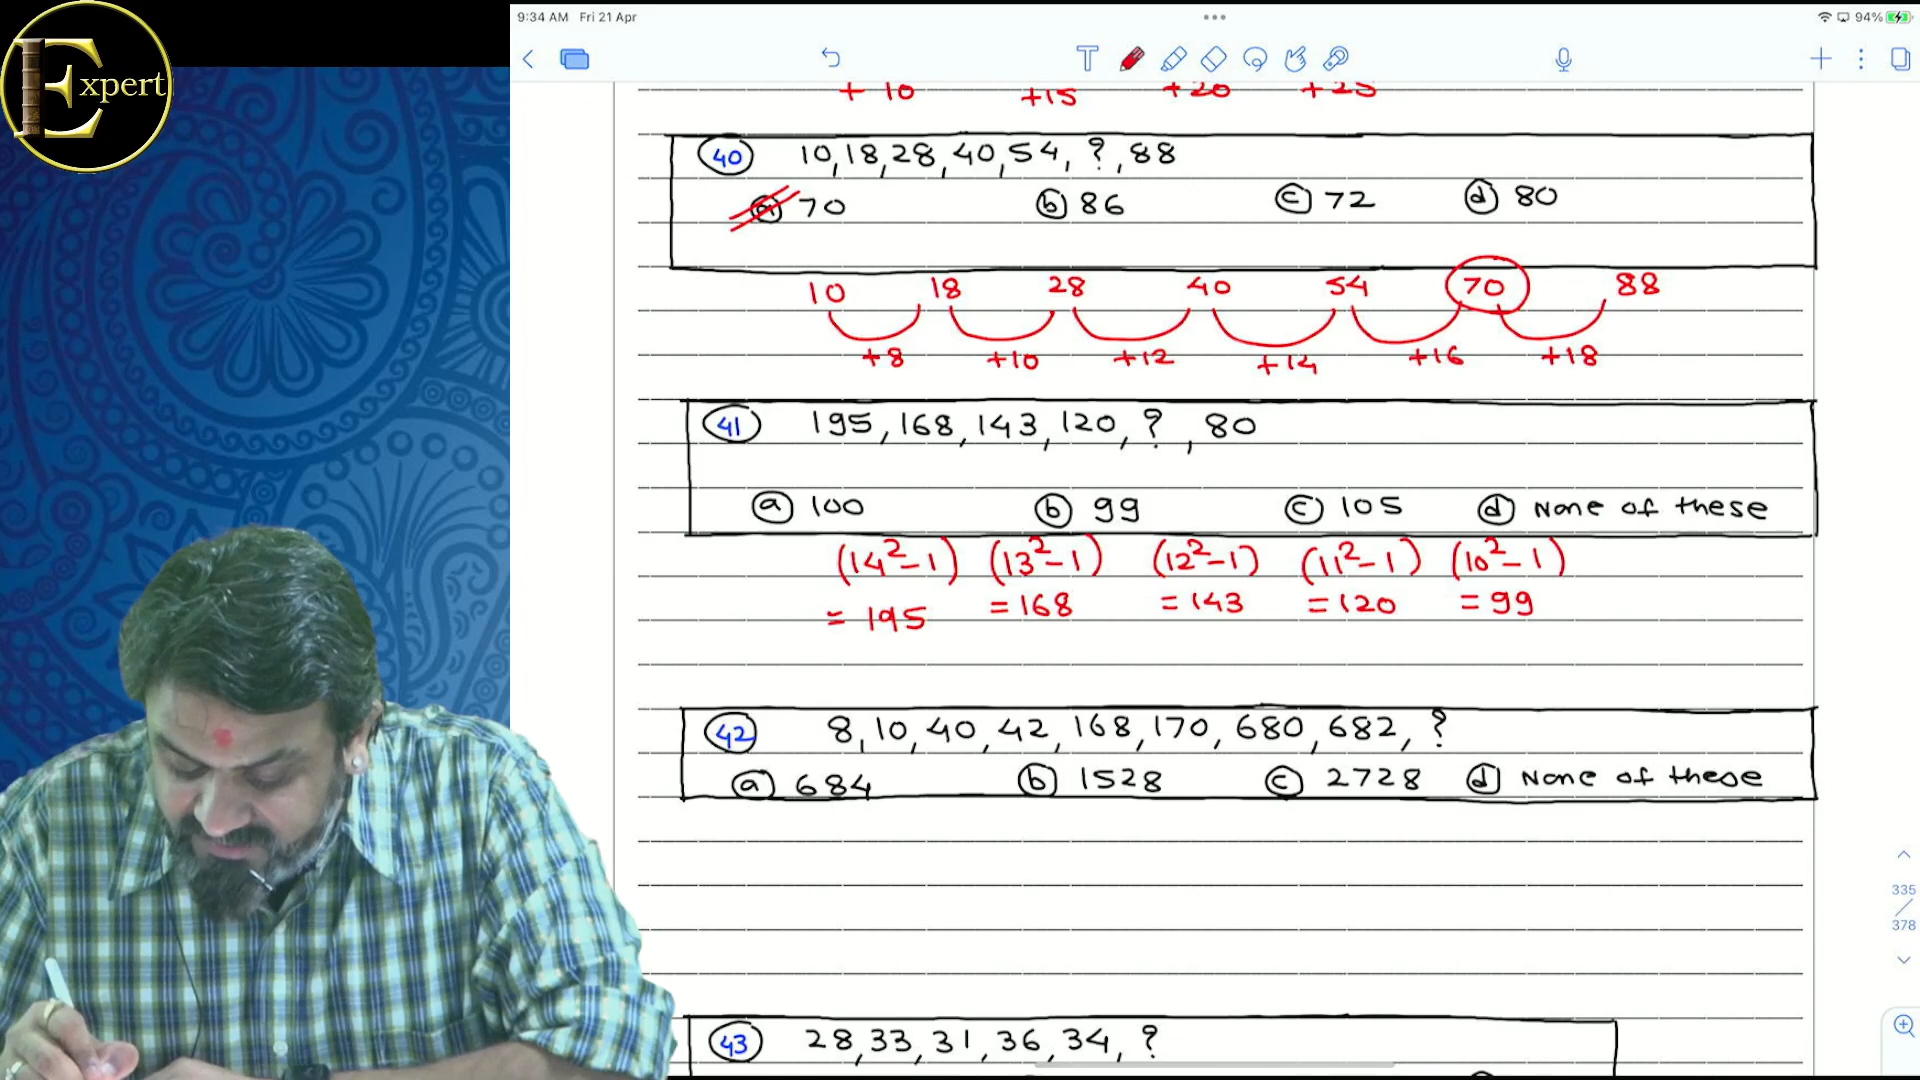 Expert
9:34 AM Fri 21 Apr
94%
+10 +15 +20 +25
40 10, 18, 28, 40, 54, ?, 88
a 70 b 86 c 72 d 80
10 18 28 40 54 70 88
+8 +10 +12 +14 +16 +18
41 195, 168, 143, 120, ?, 80
a 100 b 99 c 105 d None of these
(14²-1) (13²-1) (12²-1) (11²-1) (10²-1)
= 195 = 168 = 143 = 120 = 99
42 8, 10, 40, 42, 168, 170, 680, 682, ?
a 684 b 1528 c 2728 d None of these
335
378
43 28, 33, 31, 36, 34, ?